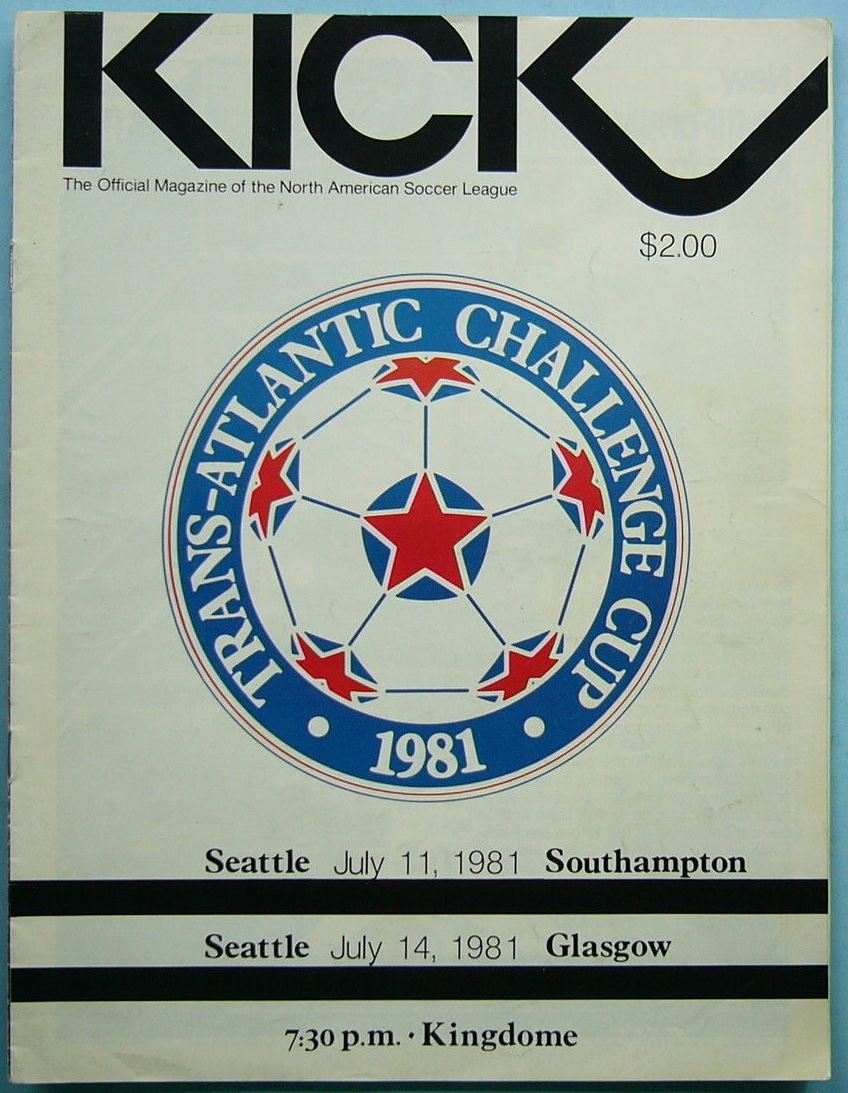 KICK
The Official Magazine of the North American Soccer League
$2.00
TRANS-ATLANTIC CHALLENGE CUP
1981
Seattle July 11, 1981 Southampton
Seattle July 14, 1981 Glasgow
7:30 p.m. · Kingdome